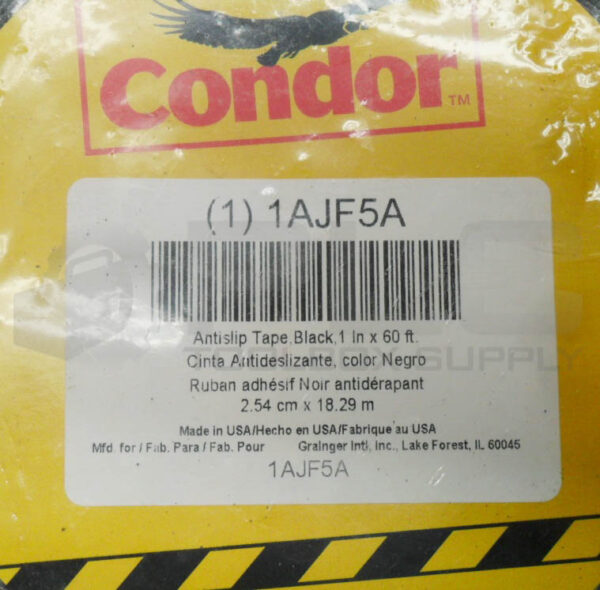 Condor™
(1) 1AJF5A
Antislip Tape,Black,1 In x 60 ft.
Cinta Antideslizante, color Negro
TOOLBOX SUPPLY
Ruban adhésif Noir antidérapant
2.54 cm x 18.29 m
Made in USA/Hecho en USA/Fabrique au USA
Mfd. for / Fab. Para / Fab. Pour Grainger Intl, Inc., Lake Forest, IL 60045
1AJF5A